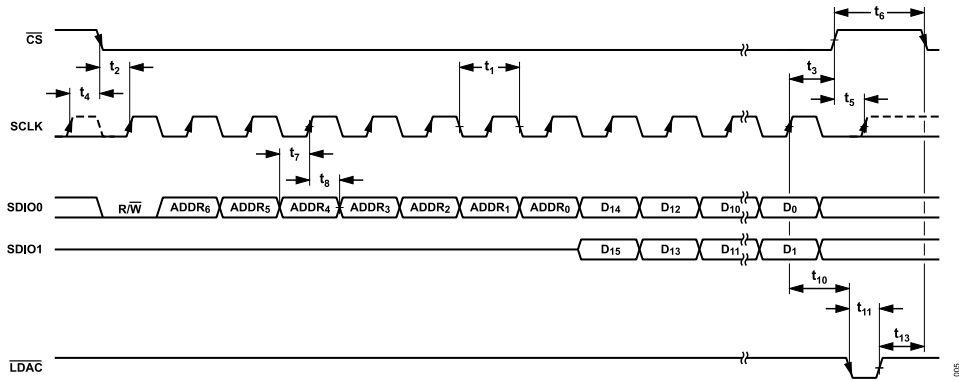 t6
CS
t2
t1
t3
t4
t5
SCLK
t7
t8
SDIO0
R/W
ADDR6
ADDR5
ADDR4
ADDR3
ADDR2
ADDR1
ADDR0
D14
D12
D10
D0
SDIO1
D15
D13
D11
D1
t10
t11
t13
LDAC
005